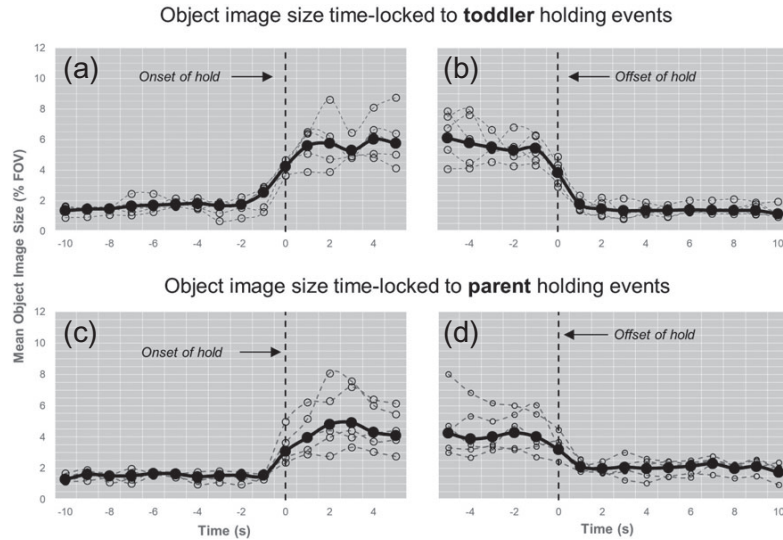 Object image size time-locked to toddler holding events
(a)
Onset of hold
(b)
Offset of hold
12
10
8
6
4
2
0
-10 -8 -6 -4 -2 0 2 4
-4 -2 0 2 4 6 8 10
Mean Object Image Size (% FOV)
Object image size time-locked to parent holding events
(c)
Onset of hold
(d)
Offset of hold
12
10
8
6
4
2
0
-10 -8 -6 -4 -2 0 2 4
-4 -2 0 2 4 6 8 10
Time (s)
Time (s)